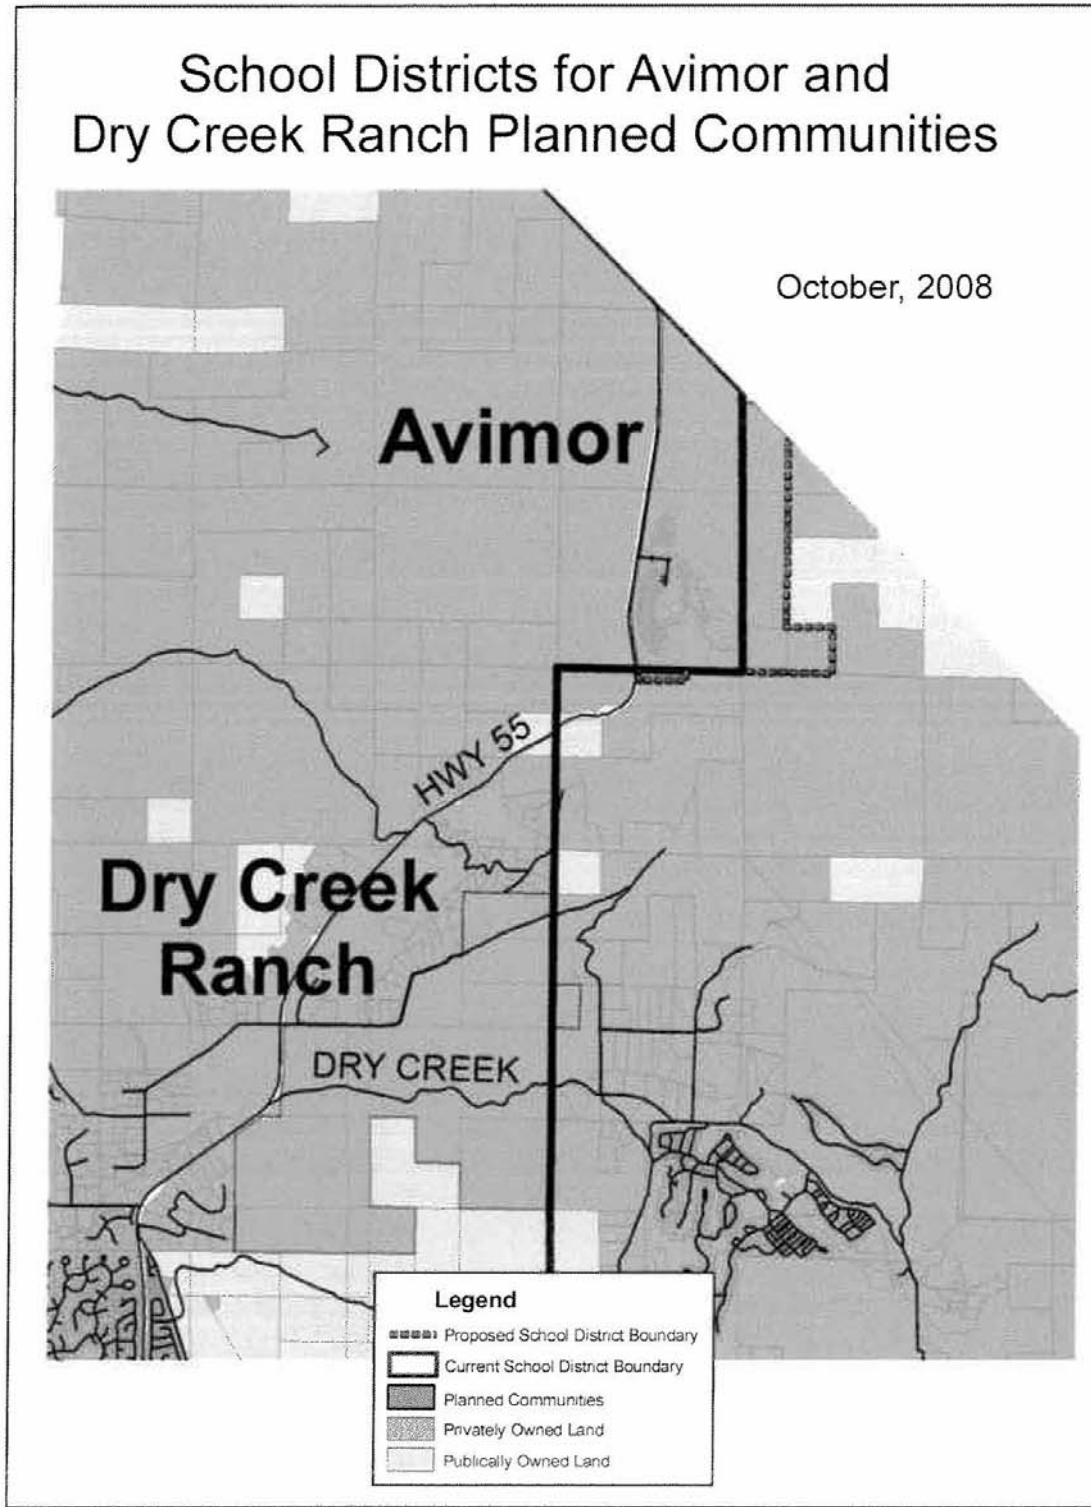 School Districts for Avimor and
Dry Creek Ranch Planned Communities
October, 2008
Avimor
HWY 55
Dry Creek
Ranch
DRY CREEK
Legend
Proposed School District Boundary
Current School District Boundary
Planned Communities
Privately Owned Land
Publically Owned Land